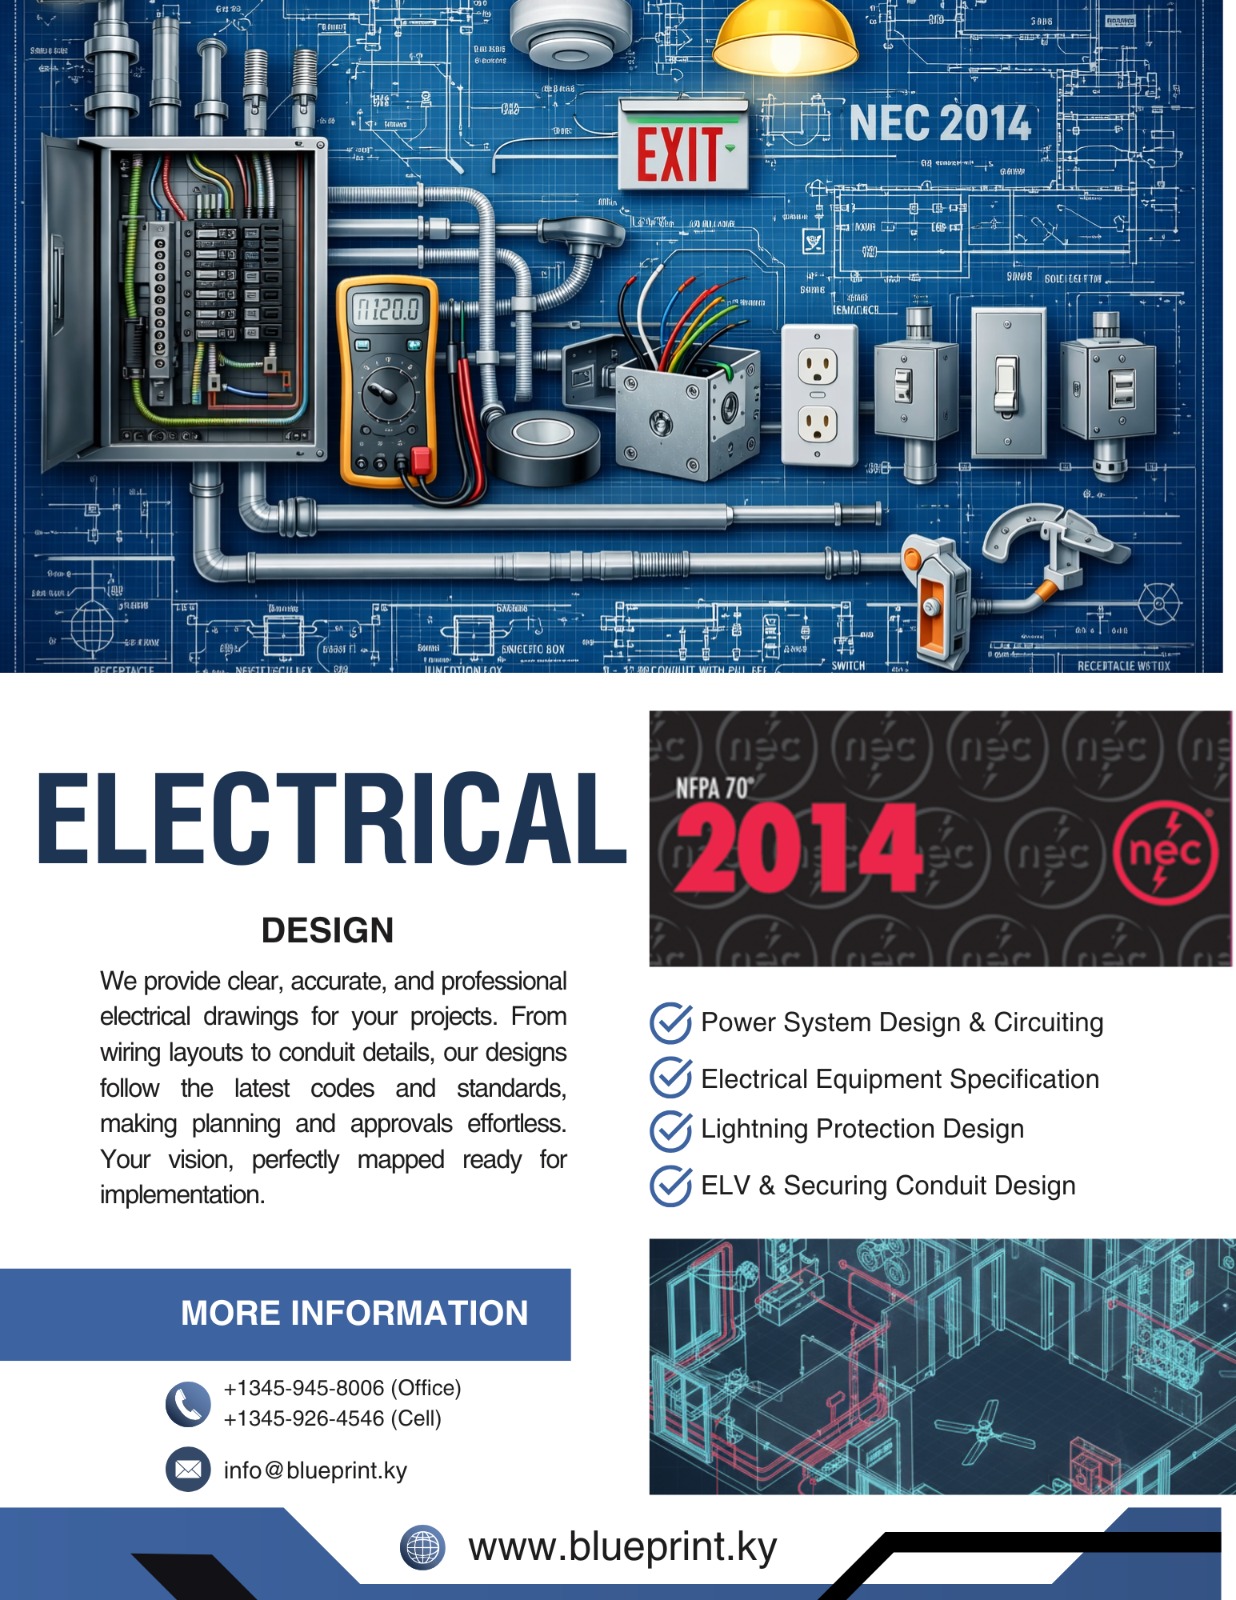 NEC 2014
EXIT
SWITCH
NFPA 70®
2014
nec
ELECTRICAL
DESIGN
We provide clear, accurate, and professional
electrical drawings for your projects. From
wiring layouts to conduit details, our designs
follow the latest codes and standards,
making planning and approvals effortless.
Your vision, perfectly mapped ready for
implementation.
Power System Design & Circuiting
Electrical Equipment Specification
Lightning Protection Design
ELV & Securing Conduit Design
MORE INFORMATION
+1345-945-8006 (Office)
+1345-926-4546 (Cell)
info@blueprint.ky
www.blueprint.ky